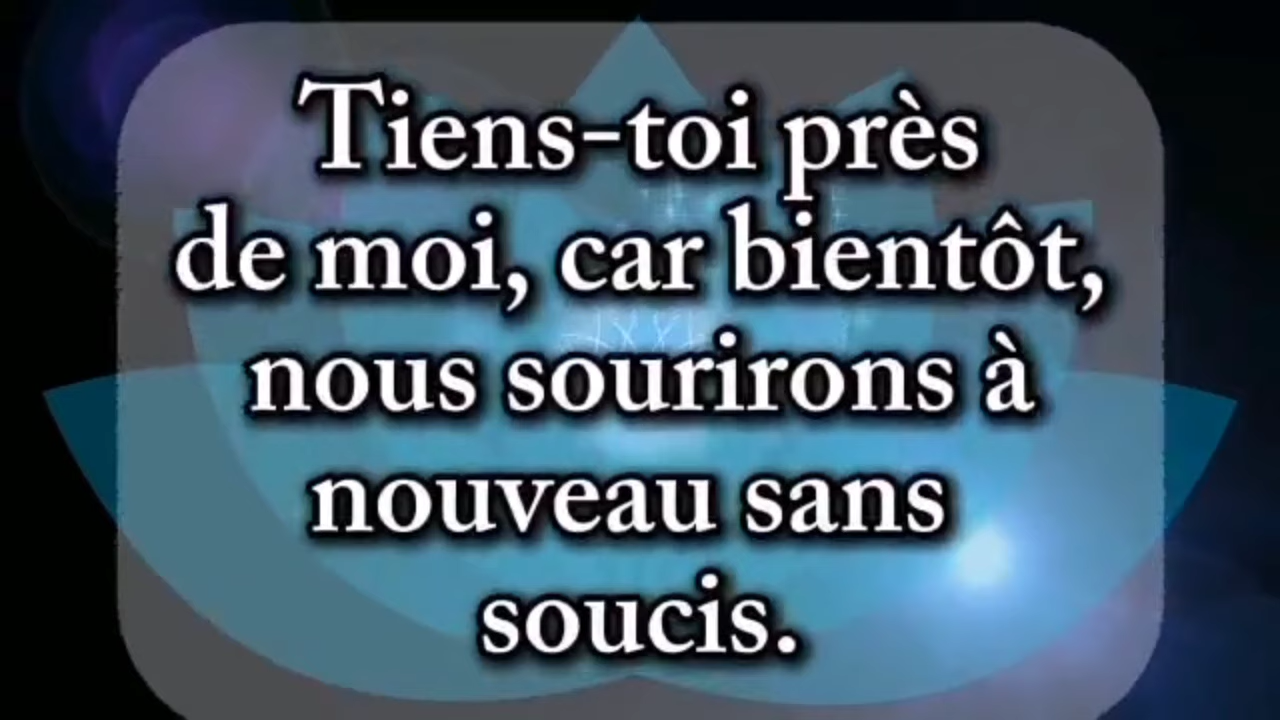 Tiens-toi près
de moi, car bientôt,
nous sourirons à
nouveau sans
soucis.